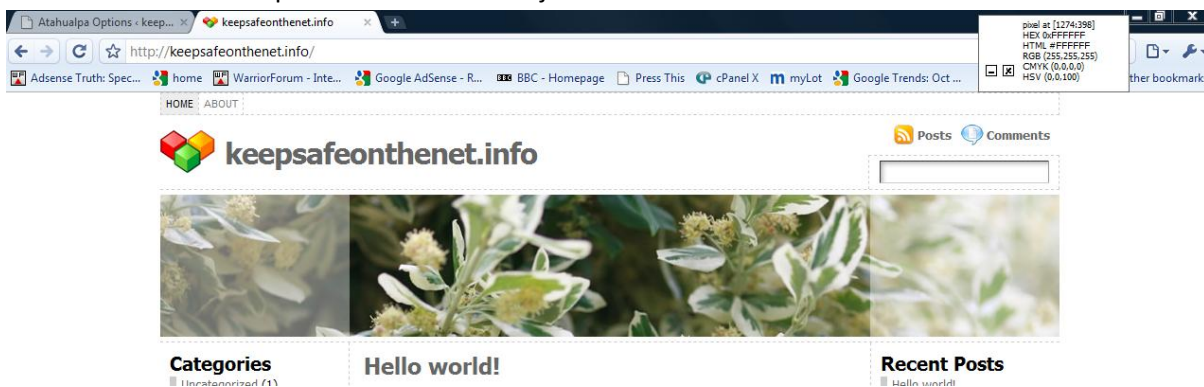 Atahualpa Options ‹ keep...
keepsafeonthenet.info
pixel at [1274:398]
HEX 0xFFFFFF
HTML #FFFFFF
RGB (255,255,255)
CMYK (0,0,0,0)
HSV (0,0,100)
http://keepsafeonthenet.info/
Adsense Truth: Spec... home WarriorForum - Inte... Google AdSense - R... BBC BBC - Homepage Press This cPanel X m myLot Google Trends: Oct ... ther bookmark
HOME ABOUT
Posts Comments
keepsafeonthenet.info
Categories Hello world! Recent Posts
Uncategorized (1) Hello world!